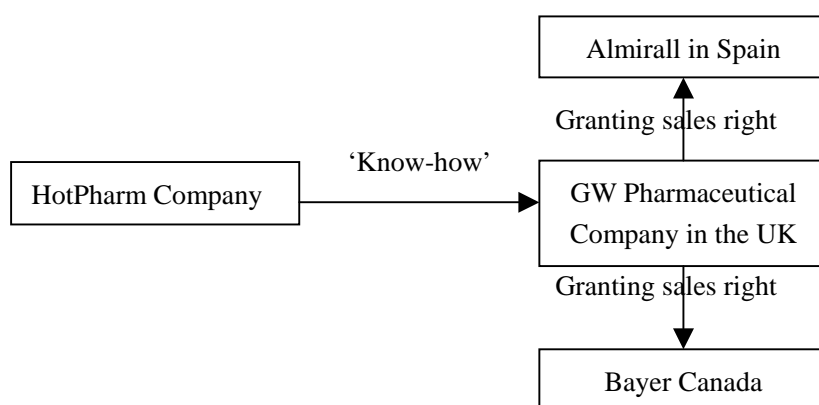 Almirall in Spain
Granting sales right
‘Know-how’
HotPharm Company
GW Pharmaceutical
Company in the UK
Granting sales right
Bayer Canada